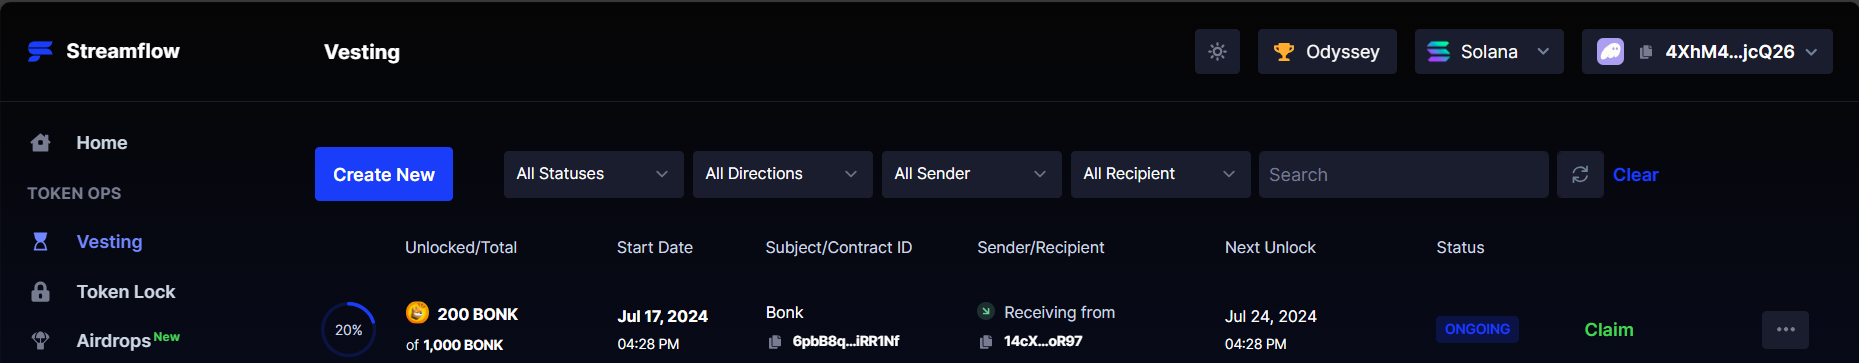 Streamflow
Vesting
Odyssey
Solana
4XhM4...jcQ26
Home
TOKEN OPS
Vesting
Token Lock
Airdrops New
Create New
All Statuses
All Directions
All Sender
All Recipient
Search
Clear
Unlocked/Total
Start Date
Subject/Contract ID
Sender/Recipient
Next Unlock
Status
20%
200 BONK
of 1,000 BONK
Jul 17, 2024
04:28 PM
Bonk
6pbB8q...iRR1Nf
Receiving from
14cX...oR97
Jul 24, 2024
04:28 PM
ONGOING
Claim